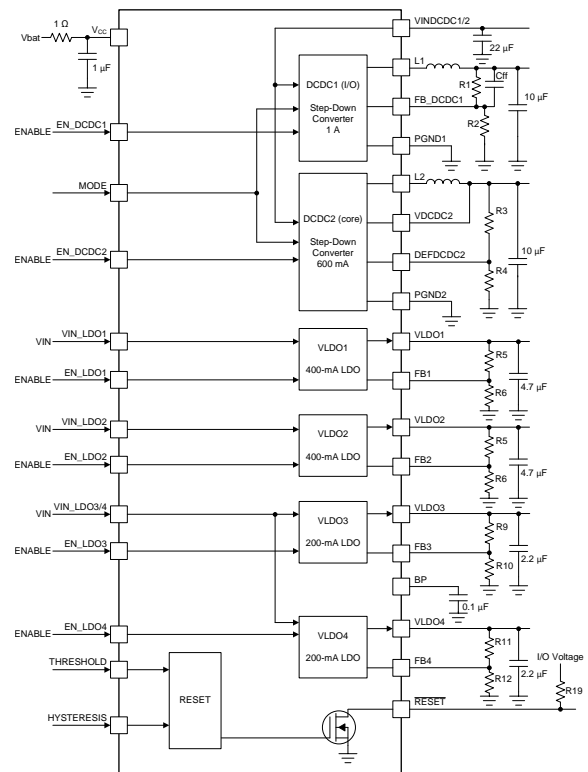 VINDCDC1/2
1 Ω
Vbat
VCC
22 μF
1 μF
L1
Cff
R1
DCDC1 (I/O)
10 μF
FB_DCDC1
Step-Down
Converter
1 A
R2
EN_DCDC1
ENABLE
PGND1
MODE
L2
DCDC2 (core)
R3
VDCDC2
Step-Down
Converter
600 mA
10 μF
EN_DCDC2
ENABLE
DEFDCDC2
R4
PGND2
VIN_LDO1
VIN
VLDO1
VLDO1
400-mA LDO
R5
4.7 μF
EN_LDO1
ENABLE
FB1
R6
VIN_LDO2
VIN
VLDO2
VLDO2
400-mA LDO
R5
4.7 μF
EN_LDO2
ENABLE
FB2
R6
VIN_LDO3/4
VIN
VLDO3
VLDO3
200-mA LDO
R9
2.2 μF
EN_LDO3
ENABLE
FB3
R10
BP
0.1 μF
EN_LDO4
ENABLE
VLDO4
VLDO4
200-mA LDO
R11
2.2 μF
I/O Voltage
FB4
R12
THRESHOLD
RESET
R19
RESET
HYSTERESIS